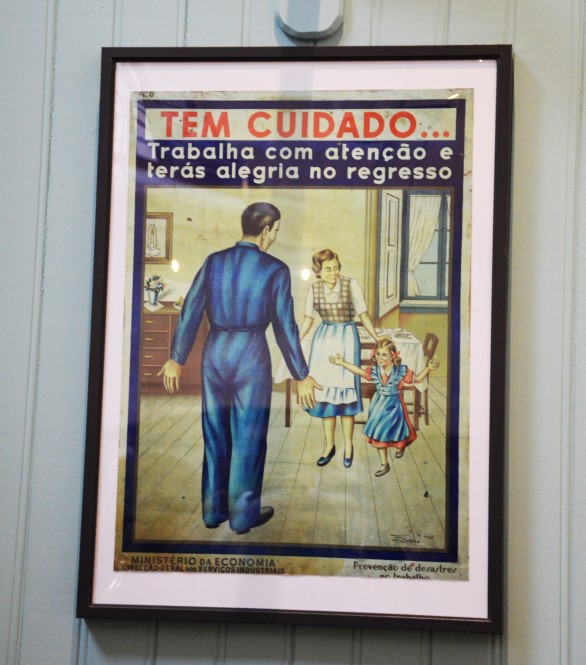 TEM CUIDADO...
Trabalha com atenção e
terás alegria no regresso
MINISTÉRIO DA ECONOMIA
DIRECÇÃO-GERAL DOS SERVIÇOS INDUSTRIAIS
Prevenção de desastres
no trabalho